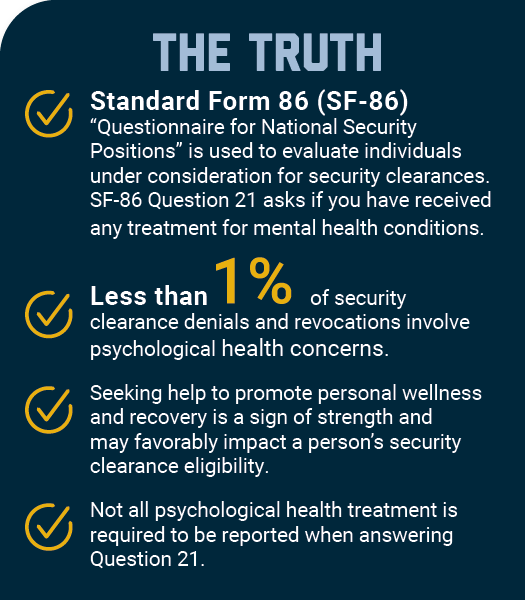 THE TRUTH
Standard Form 86 (SF-86)
“Questionnaire for National Security
Positions” is used to evaluate individuals
under consideration for security clearances.
SF-86 Question 21 asks if you have received
any treatment for mental health conditions.
Less than 1% of security
clearance denials and revocations involve
psychological health concerns.
Seeking help to promote personal wellness
and recovery is a sign of strength and
may favorably impact a person’s security
clearance eligibility.
Not all psychological health treatment is
required to be reported when answering
Question 21.